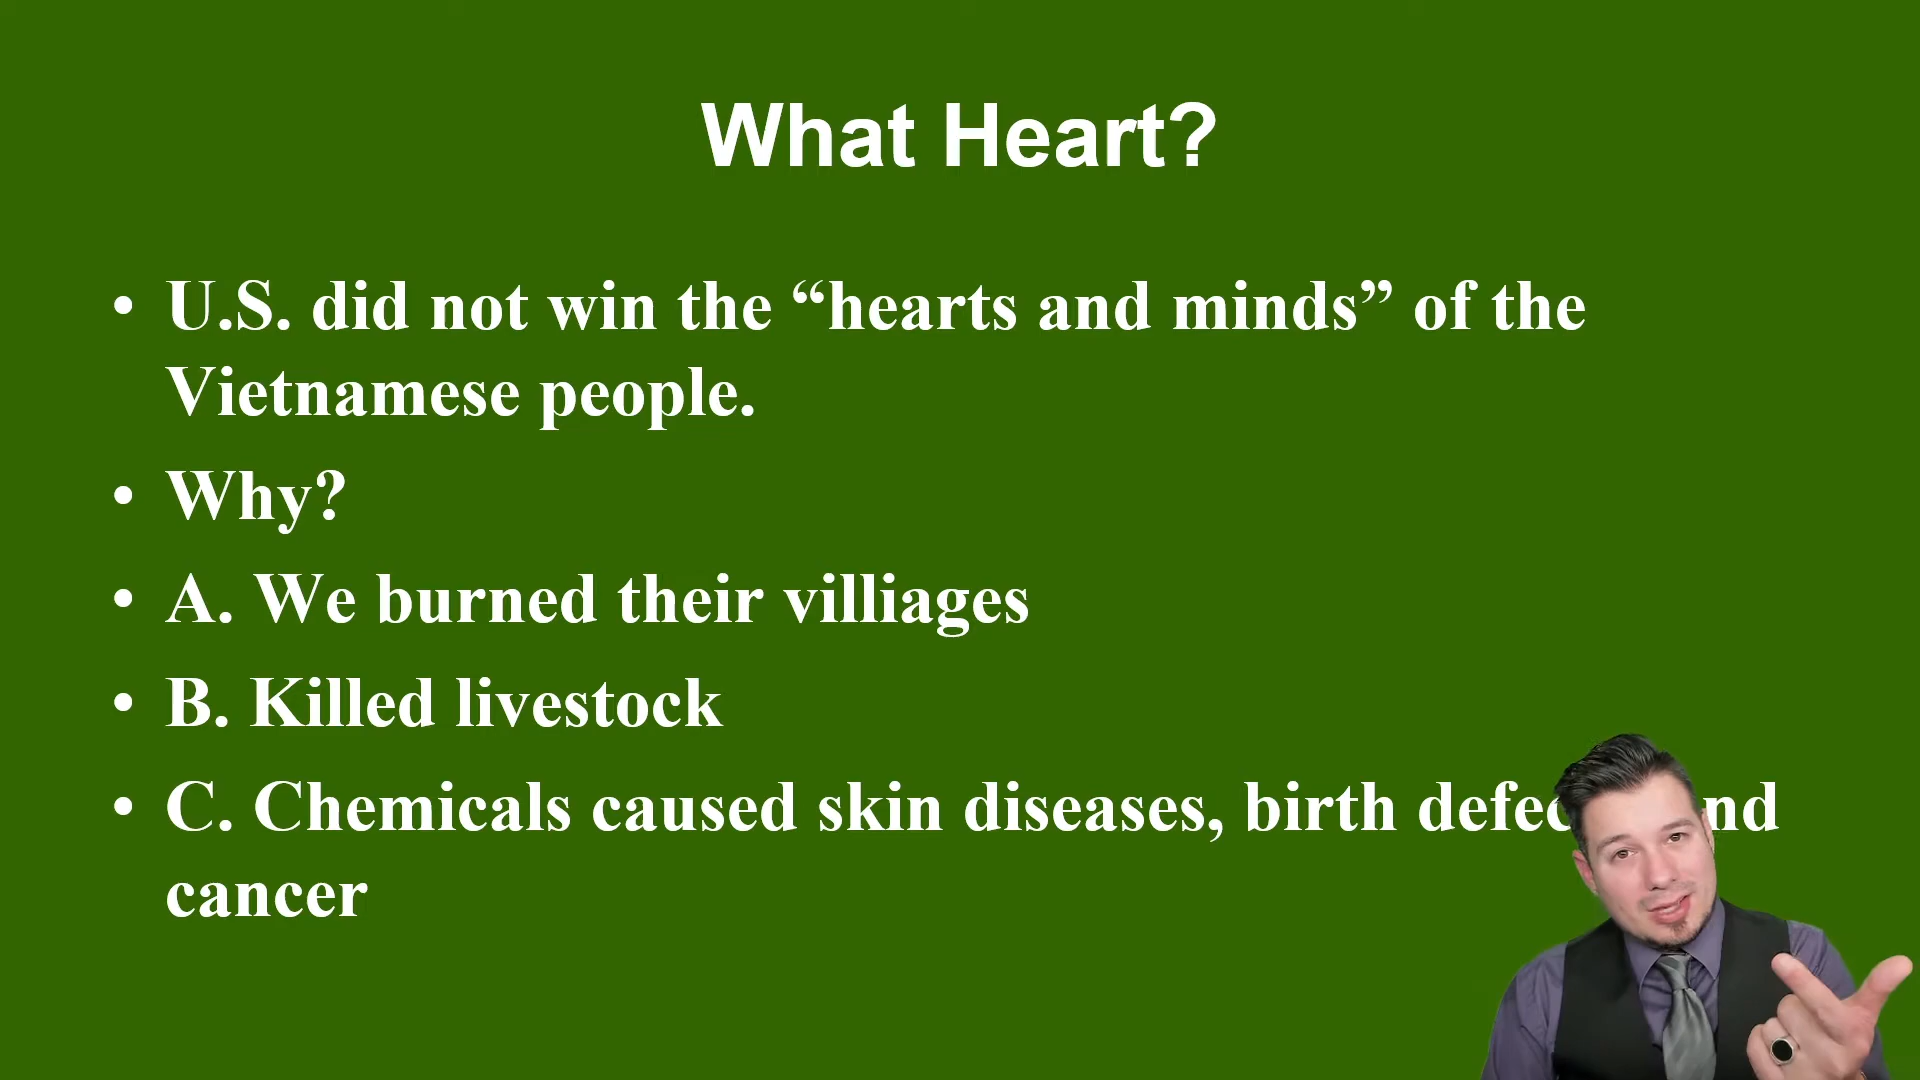 What Heart?
• U.S. did not win the “hearts and minds” of the
Vietnamese people.
• Why?
• A. We burned their villiages
• B. Killed livestock
• C. Chemicals caused skin diseases, birth
cancer